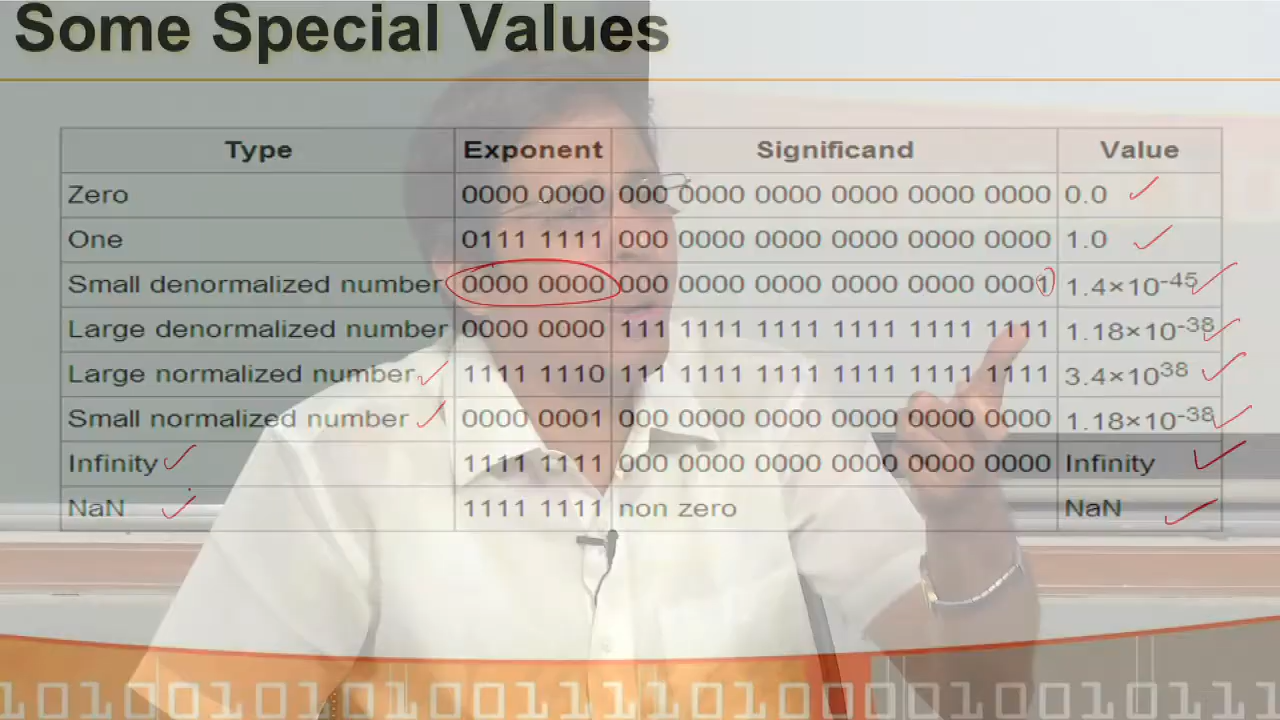 Some Special Values
Type Exponent Significand Value
Zero 0000 0000 000 0000 0000 0000 0000 0000 0.0
One 0111 1111 000 0000 0000 0000 0000 0000 1.0
Small denormalized number 0000 0000 000 0000 0000 0000 0000 0001 1.4×10⁻⁴⁵
Large denormalized number 0000 0000 111 1111 1111 1111 1111 1111 1.18×10⁻³⁸
Large normalized number 1111 1110 111 1111 1111 1111 1111 1111 3.4×10³⁸
Small normalized number 0000 0001 000 0000 0000 0000 0000 0000 1.18×10⁻³⁸
Infinity 1111 1111 000 0000 0000 0000 0000 0000 Infinity
NaN 1111 1111 non zero NaN